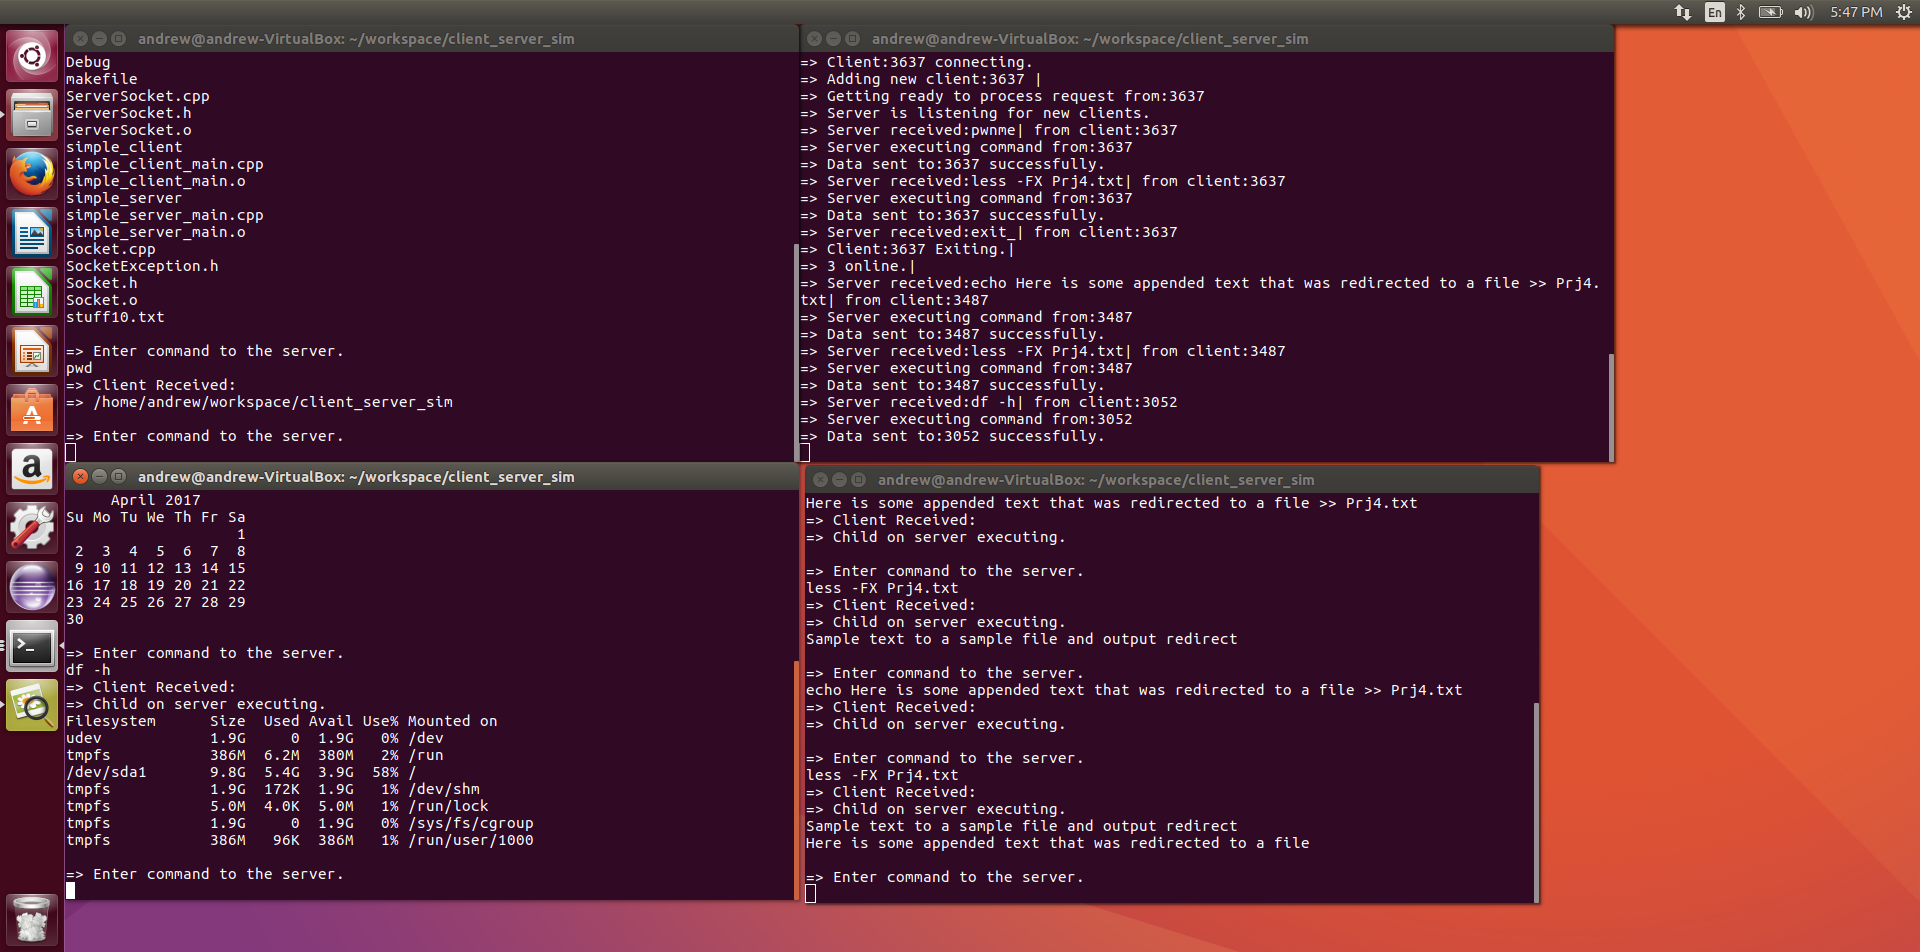 En
5:47 PM
andrew@andrew-VirtualBox: ~/workspace/client_server_sim
Debug
makefile
ServerSocket.cpp
ServerSocket.h
ServerSocket.o
simple_client
simple_client_main.cpp
simple_client_main.o
simple_server
simple_server_main.cpp
simple_server_main.o
Socket.cpp
SocketException.h
Socket.h
Socket.o
stuff10.txt
=> Enter command to the server.
pwd
=> Client Received:
=> /home/andrew/workspace/client_server_sim
=> Enter command to the server.
andrew@andrew-VirtualBox: ~/workspace/client_server_sim
=> Client:3637 connecting.
=> Adding new client:3637 |
=> Getting ready to process request from:3637
=> Server is listening for new clients.
=> Server received:pwnme| from client:3637
=> Server executing command from:3637
=> Data sent to:3637 successfully.
=> Server received:less -FX Prj4.txt| from client:3637
=> Server executing command from:3637
=> Data sent to:3637 successfully.
=> Server received:exit_| from client:3637
=> Client:3637 Exiting.|
=> 3 online.|
=> Server received:echo Here is some appended text that was redirected to a file >> Prj4.
txt| from client:3487
=> Server executing command from:3487
=> Data sent to:3487 successfully.
=> Server received:less -FX Prj4.txt| from client:3487
=> Server executing command from:3487
=> Data sent to:3487 successfully.
=> Server received:df -h| from client:3052
=> Server executing command from:3052
=> Data sent to:3052 successfully.
andrew@andrew-VirtualBox: ~/workspace/client_server_sim
April 2017
Su Mo Tu We Th Fr Sa
1
2 3 4 5 6 7 8
9 10 11 12 13 14 15
16 17 18 19 20 21 22
23 24 25 26 27 28 29
30
=> Enter command to the server.
df -h
=> Client Received:
=> Child on server executing.
Filesystem Size Used Avail Use% Mounted on
udev 1.9G 0 1.9G 0% /dev
tmpfs 386M 6.2M 380M 2% /run
/dev/sda1 9.8G 5.4G 3.9G 58% /
tmpfs 1.9G 172K 1.9G 1% /dev/shm
tmpfs 5.0M 4.0K 5.0M 1% /run/lock
tmpfs 1.9G 0 1.9G 0% /sys/fs/cgroup
tmpfs 386M 96K 386M 1% /run/user/1000
=> Enter command to the server.
andrew@andrew-VirtualBox: ~/workspace/client_server_sim
Here is some appended text that was redirected to a file >> Prj4.txt
=> Client Received:
=> Child on server executing.
=> Enter command to the server.
less -FX Prj4.txt
=> Client Received:
=> Child on server executing.
Sample text to a sample file and output redirect
=> Enter command to the server.
echo Here is some appended text that was redirected to a file >> Prj4.txt
=> Client Received:
=> Child on server executing.
=> Enter command to the server.
less -FX Prj4.txt
=> Client Received:
=> Child on server executing.
Sample text to a sample file and output redirect
Here is some appended text that was redirected to a file
=> Enter command to the server.